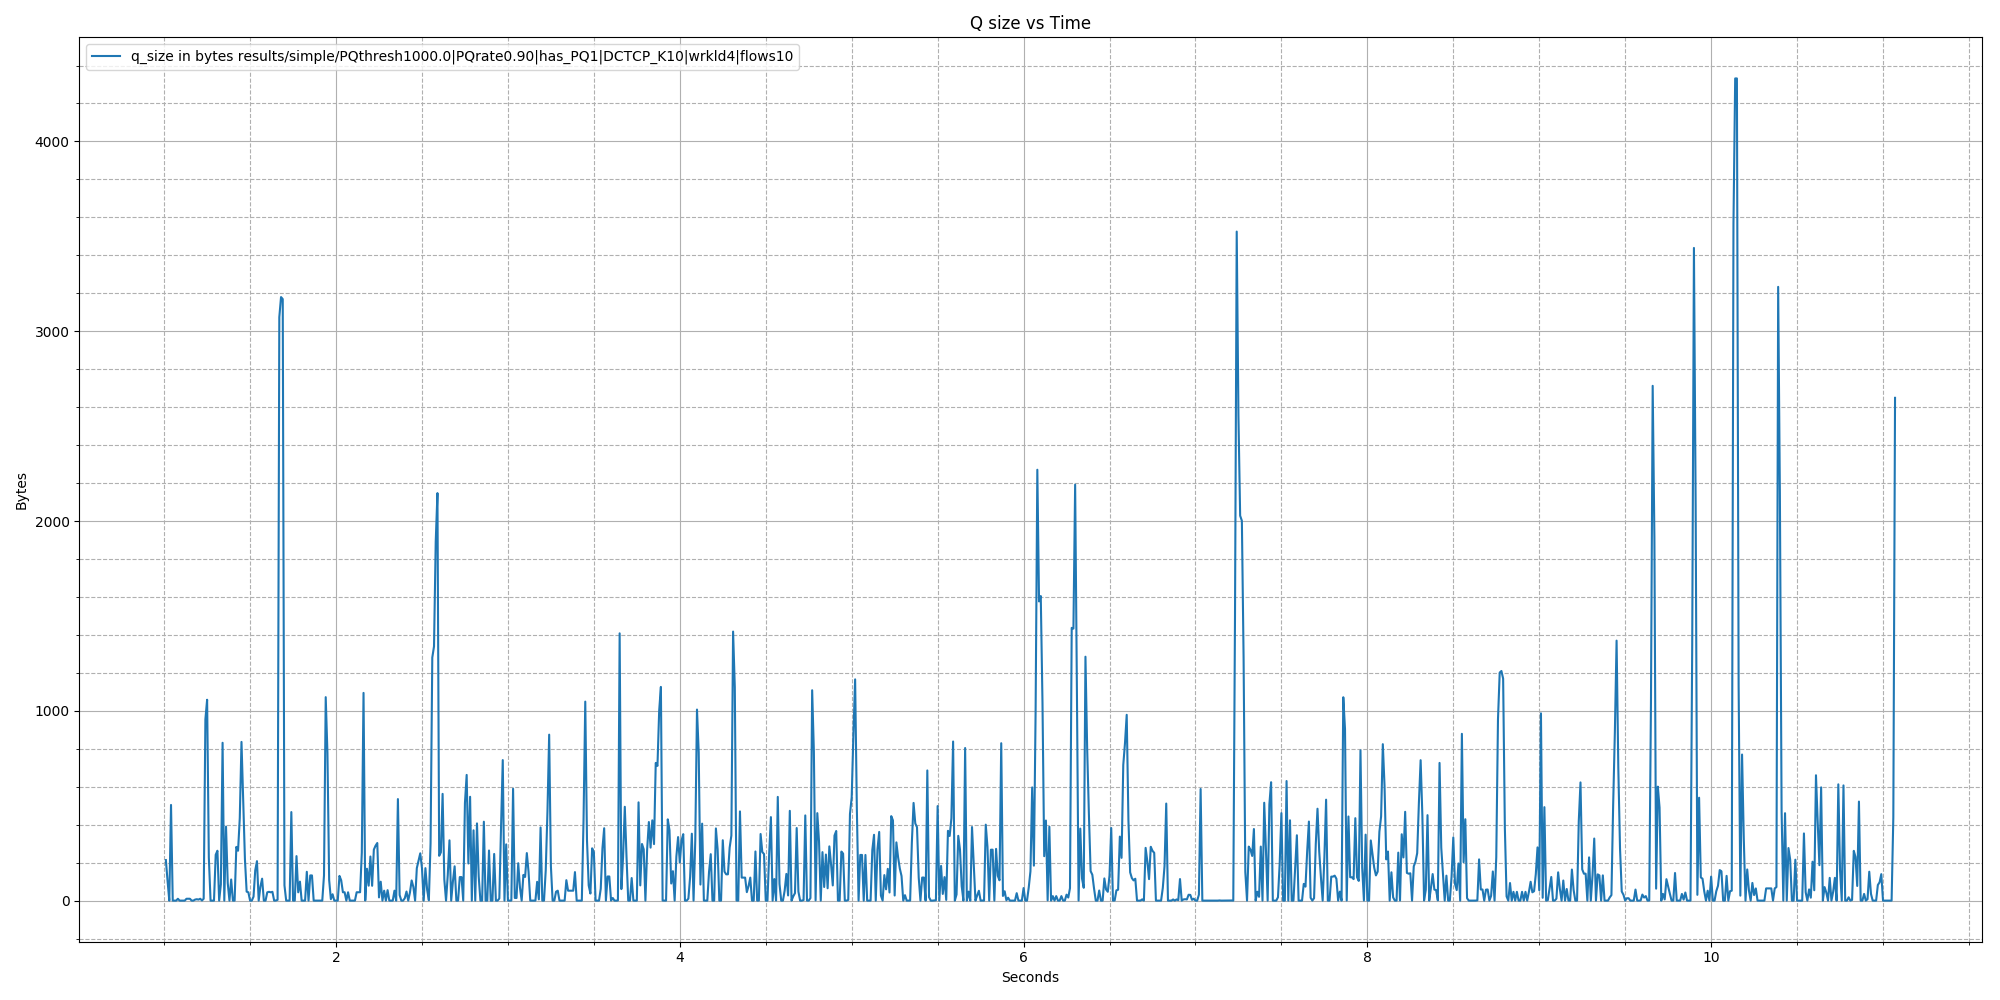 Q size vs Time
q_size in bytes results/simple/PQthresh1000.0|PQrate0.90|has_PQ1|DCTCP_K10|wrkld4|flows10
4000
3000
2000
1000
0
Bytes
2 4 6 8 10
Seconds